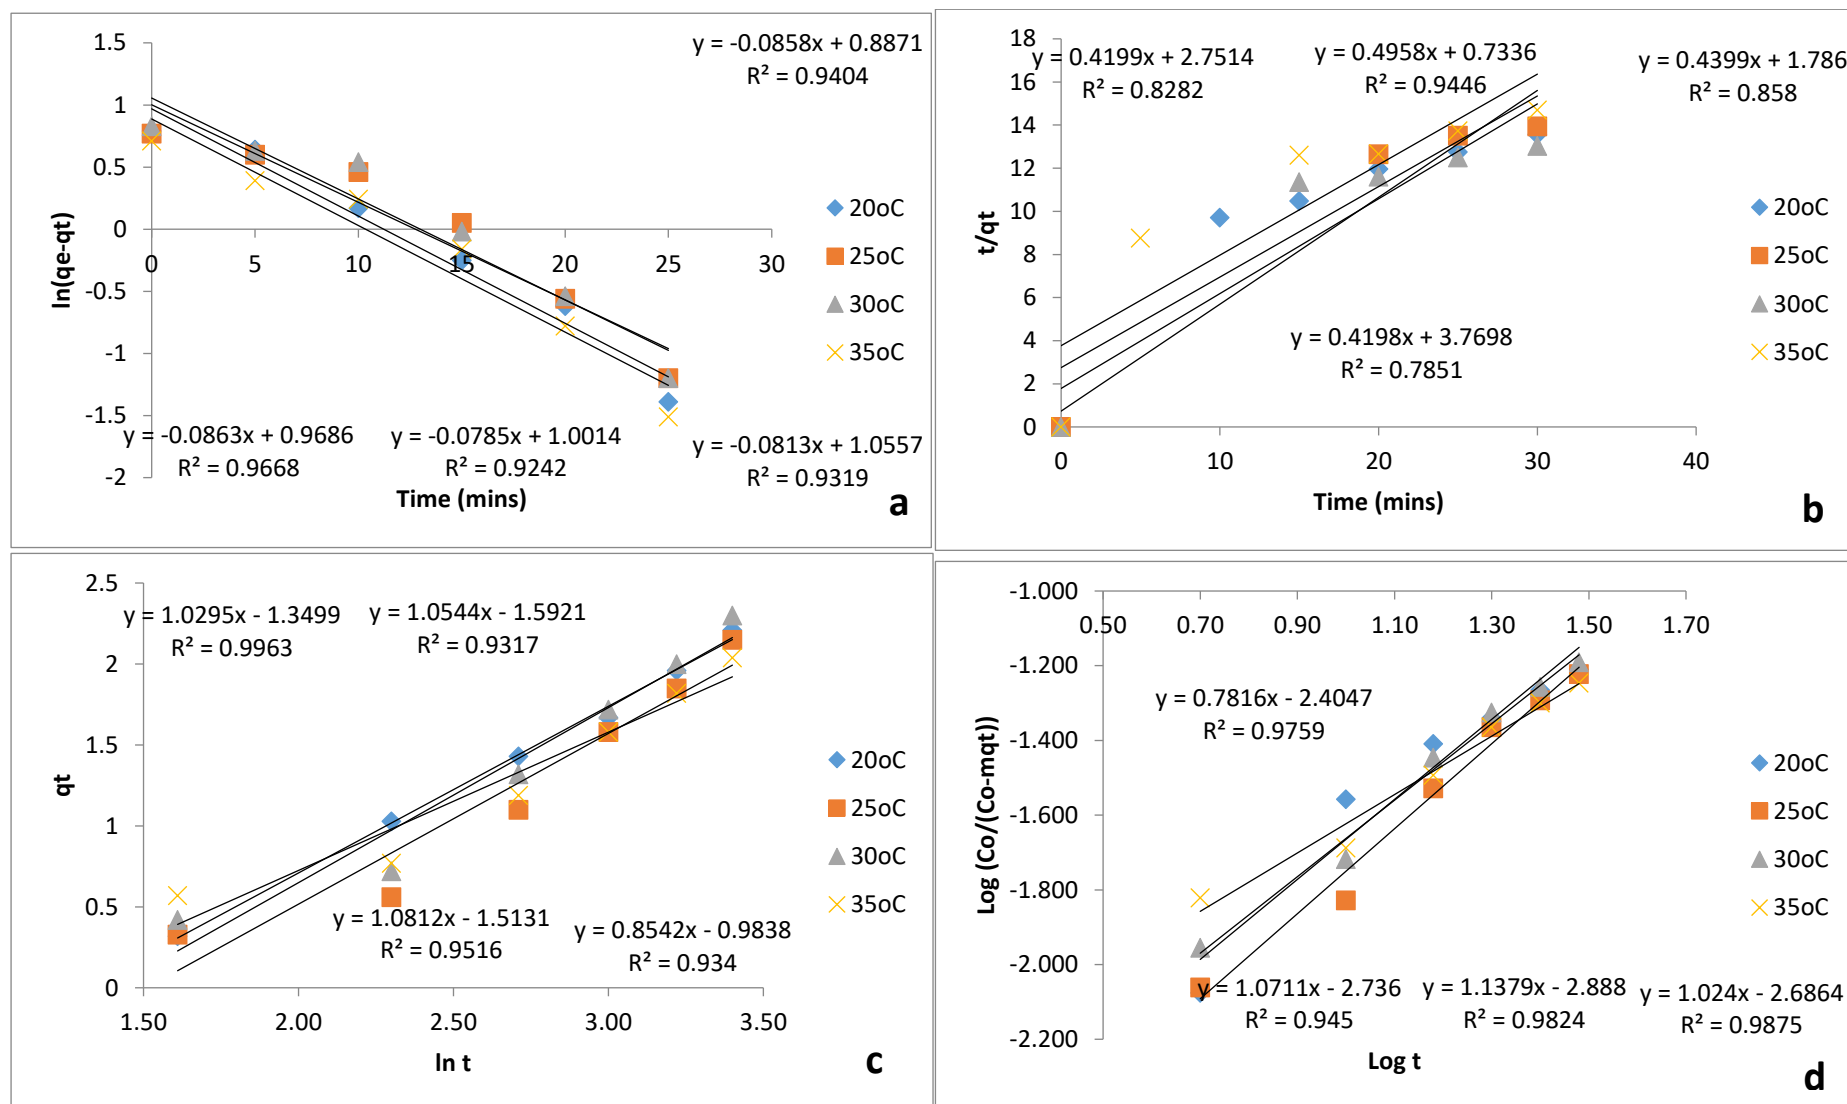 y = -0.0858x + 0.8871
R² = 0.9404
1.5
1
0.5
0
-0.5
-1
-1.5
-2
0 5 10 15 20 25 30
ln(qe-qt)
20oC
25oC
30oC
35oC
y = -0.0863x + 0.9686
R² = 0.9668
y = -0.0785x + 1.0014
R² = 0.9242
y = -0.0813x + 1.0557
R² = 0.9319
Time (mins)
a
y = 0.4199x + 2.7514
R² = 0.8282
y = 0.4958x + 0.7336
R² = 0.9446
y = 0.4399x + 1.786
R² = 0.858
18
16
14
12
10
8
6
4
2
0
t/qt
20oC
25oC
30oC
35oC
y = 0.4198x + 3.7698
R² = 0.7851
0 10 20 30 40
Time (mins)
b
2.5
2
1.5
1
0.5
0
qt
y = 1.0295x - 1.3499
R² = 0.9963
y = 1.0544x - 1.5921
R² = 0.9317
20oC
25oC
30oC
35oC
y = 1.0812x - 1.5131
R² = 0.9516
y = 0.8542x - 0.9838
R² = 0.934
1.50 2.00 2.50 3.00 3.50
ln t
c
-1.000
-1.200
-1.400
-1.600
-1.800
-2.000
-2.200
0.50 0.70 0.90 1.10 1.30 1.50 1.70
Log (Co/(Co-mqt))
y = 0.7816x - 2.4047
R² = 0.9759
20oC
25oC
30oC
35oC
y = 1.0711x - 2.736
R² = 0.945
y = 1.1379x - 2.888
R² = 0.9824
y = 1.024x - 2.6864
R² = 0.9875
Log t
d